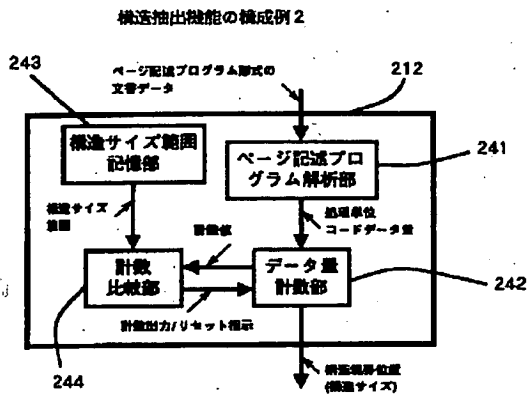 構造抽出機能の構成例2
243
ページ記述プログラム形式の
文書データ
212
構造サイズ範囲
記憶部
ページ記述プロ
グラム解析部
241
構造サイズ
範囲
処理単位
コードデータ量
計数値
計数
比較部
データ量
計数部
242
計数出力/リセット指示
244
構造境界位置
(構造サイズ)